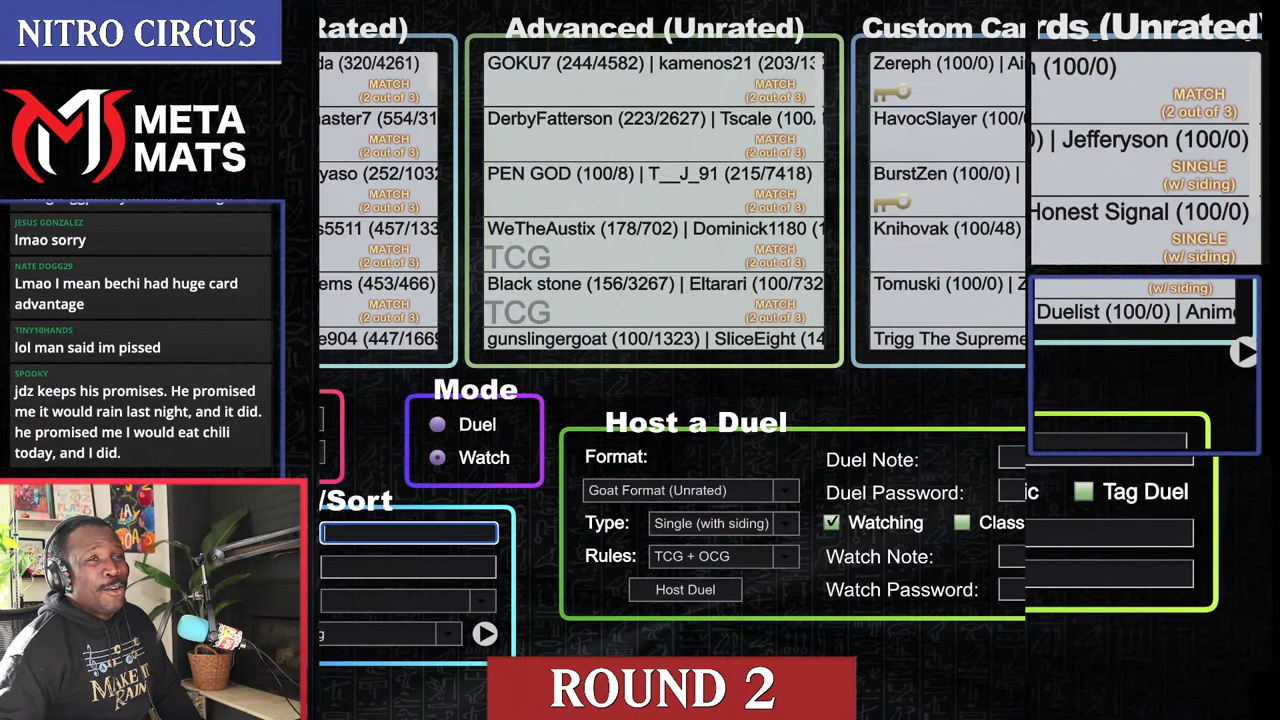 NITRO CIRCUS
META
MATS
JESUS GONZALEZ
lmao sorry
NATE DOGG29
Lmao I mean bechi had huge card
advantage
TINY10HANDS
lol man said im pissed
SPOOKY
jdz keeps his promises. He promised
me it would rain last night, and it did.
he promised me I would eat chili
today, and I did.
MAKE IT
RAIN
Rated)
da (320/4261)
MATCH
(2 out of 3)
naster7 (554/31
MATCH
(2 out of 3)
yaso (252/1032
MATCH
(2 out of 3)
s5511 (457/133
MATCH
(2 out of 3)
ems (453/466)
MATCH
(2 out of 3)
e904 (447/1669
Advanced (Unrated)
GOKU7 (244/4582) | kamenos21 (203/13
MATCH
(2 out of 3)
DerbyFatterson (223/2627) | Tscale (100/
MATCH
(2 out of 3)
PEN GOD (100/8) | T__J_91 (215/7418)
MATCH
(2 out of 3)
WeTheAustix (178/702) | Dominick1180 (1
MATCH
(2 out of 3)
TCG
Black stone (156/3267) | Eltarari (100/732
MATCH
(2 out of 3)
TCG
gunslingergoat (100/1323) | SliceEight (14
Custom Car
Zereph (100/0) | Ai
HavocSlayer (100/
BurstZen (100/0) |
Knihovak (100/48)
Tomuski (100/0) | Z
Trigg The Supreme
rds (Unrated)
(100/0)
MATCH
(2 out of 3)
) | Jefferyson (100/0)
SINGLE
(w/ siding)
Honest Signal (100/0)
SINGLE
(w/ siding)
(w/ siding)
Duelist (100/0) | Anime
Mode
Duel
Watch
/Sort
g
Host a Duel
Format:
Goat Format (Unrated)
Type:
Single (with siding)
Rules:
TCG + OCG
Host Duel
Duel Note:
Duel Password:
Watching
Class
Watch Note:
Watch Password:
ic
Tag Duel
ROUND 2